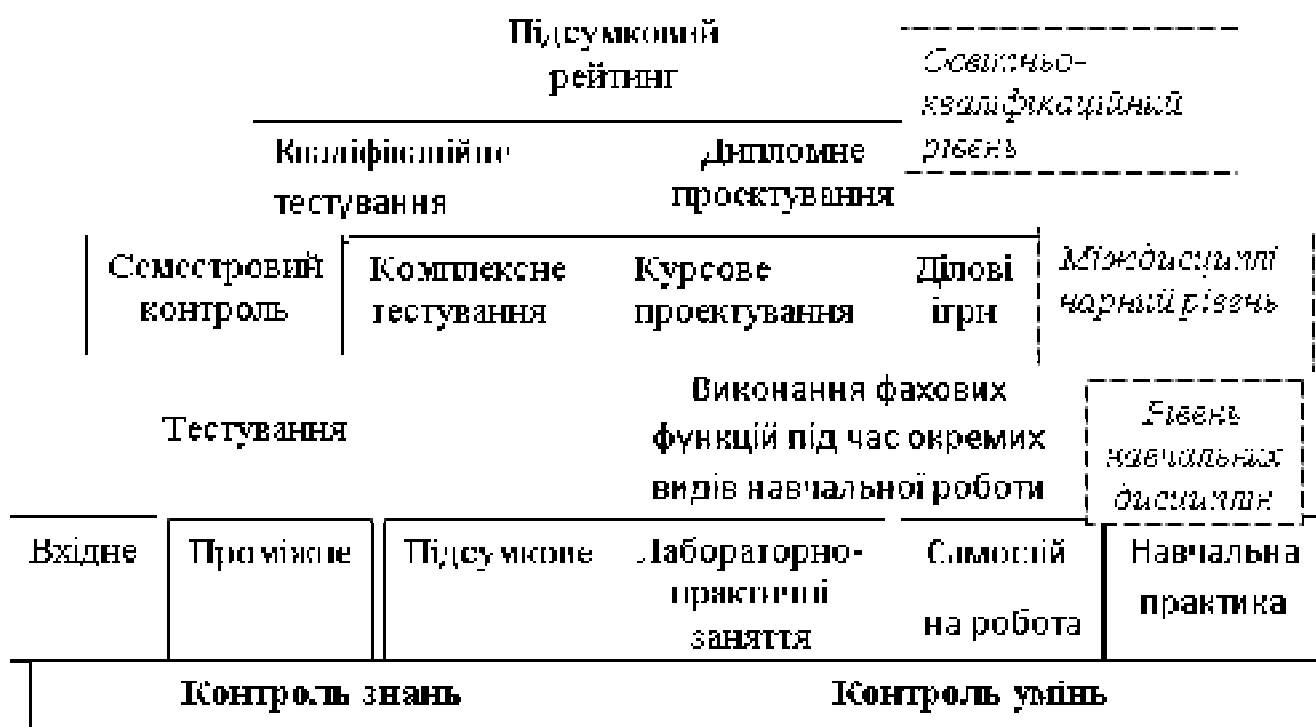 Підсумковий
рейтинг
Освітньо-
кваліфікаційний
рівень
Кваліфікаційне
тестування
Дипломне
проєктування
Семестровий
контроль
Комплексне
тестування
Курсове
проектування
Ділові
ігри
Міждисциплі
нарний рівень
Тестування
Виконання фахових
функцій під час окремих
видів навчальної роботи
Рівень
навчальних
дисциплін
Вхідне
Проміжне
Підсумкове
Лабораторно-
практичні
заняття
Самостій
на робота
Навчальна
практика
Контроль знань
Контроль умінь